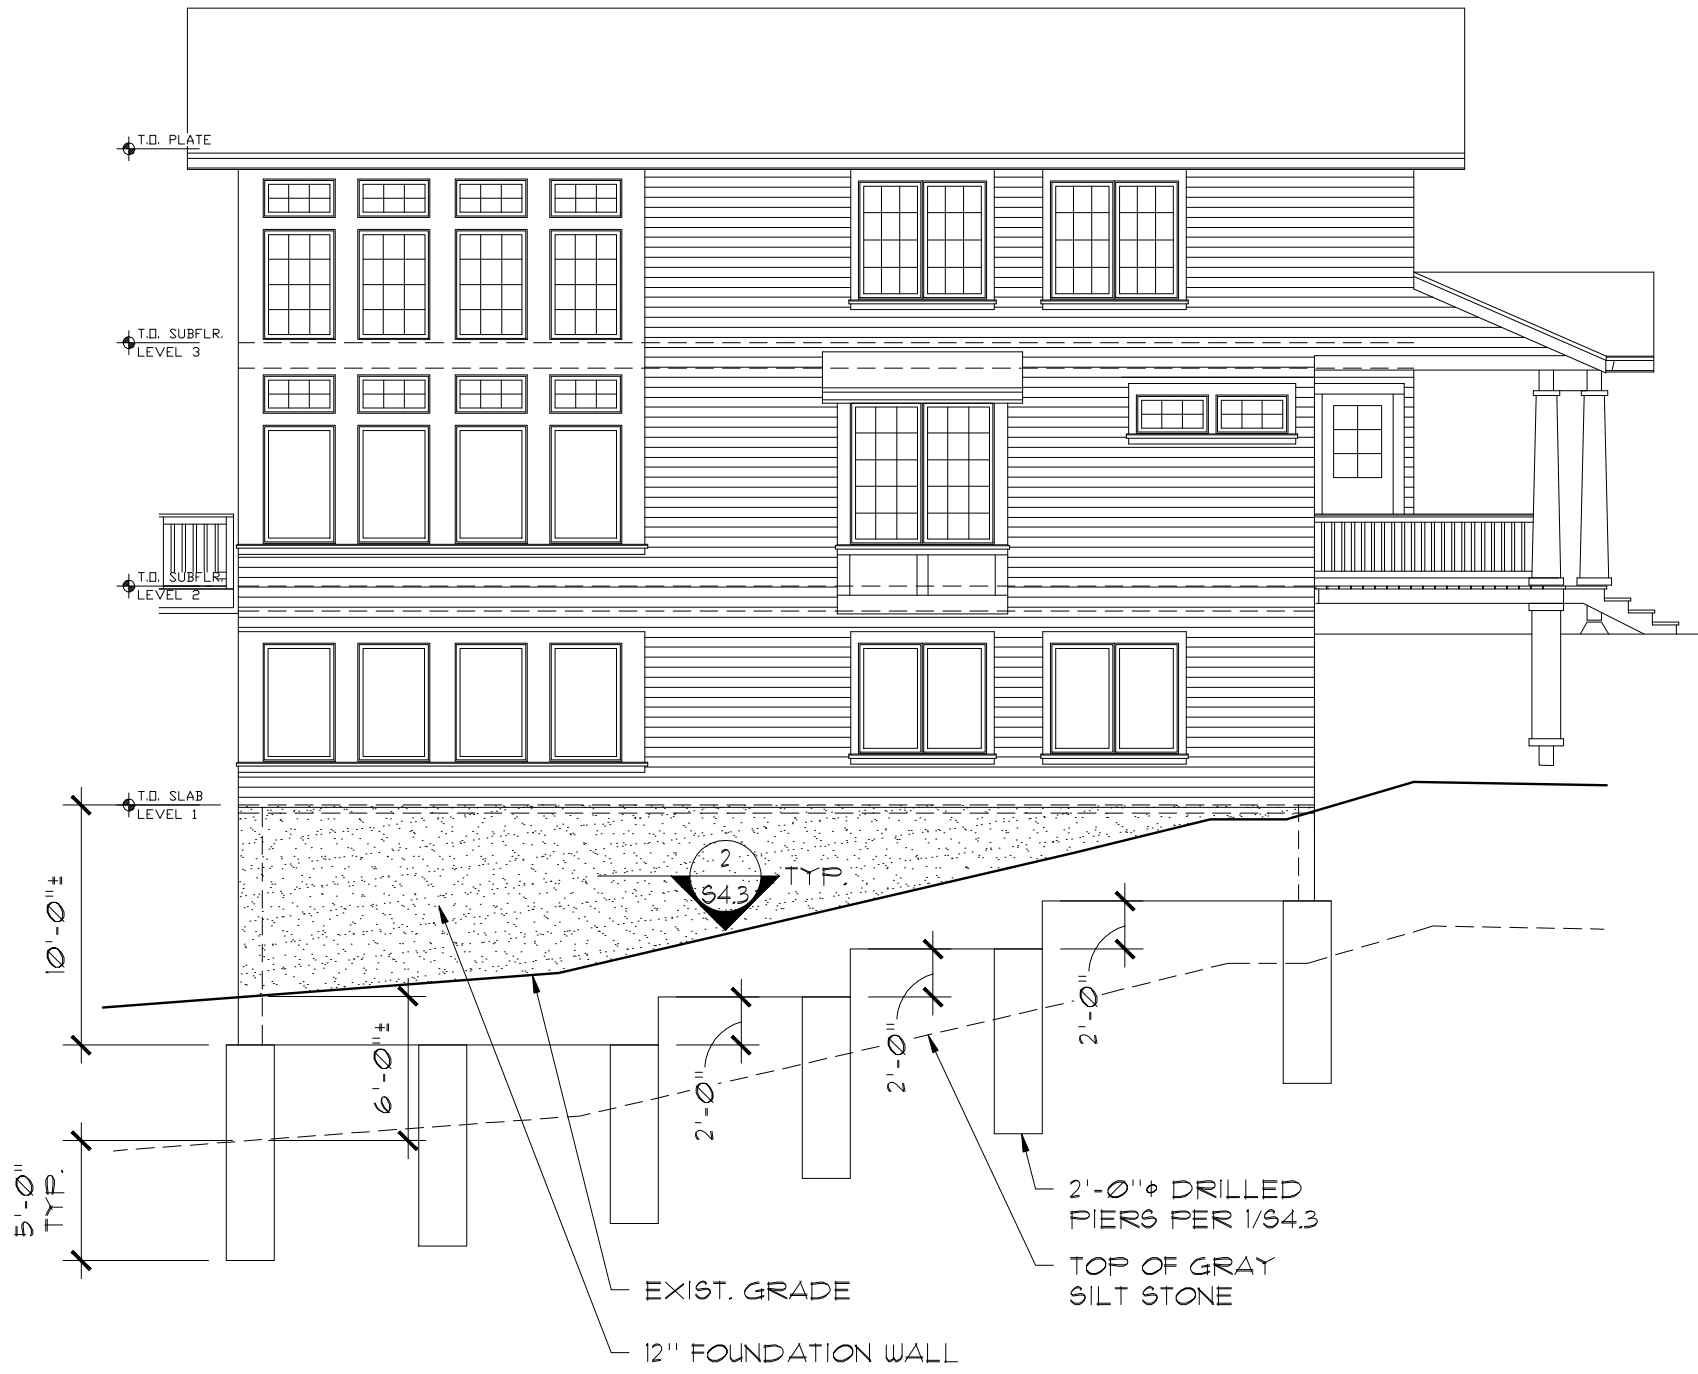 T.O. PLATE
T.O. SUBFLR.
LEVEL 3
T.O. SUBFLR.
LEVEL 2
T.O. SLAB
LEVEL 1
2
S4.3
TYP.
10'-0"±
6'-0"±
2'-0"
2'-0"
2'-0"
5'-0"
TYP.
2'-0"ϕ DRILLED
PIERS PER 1/S4.3
TOP OF GRAY
SILT STONE
EXIST. GRADE
12" FOUNDATION WALL